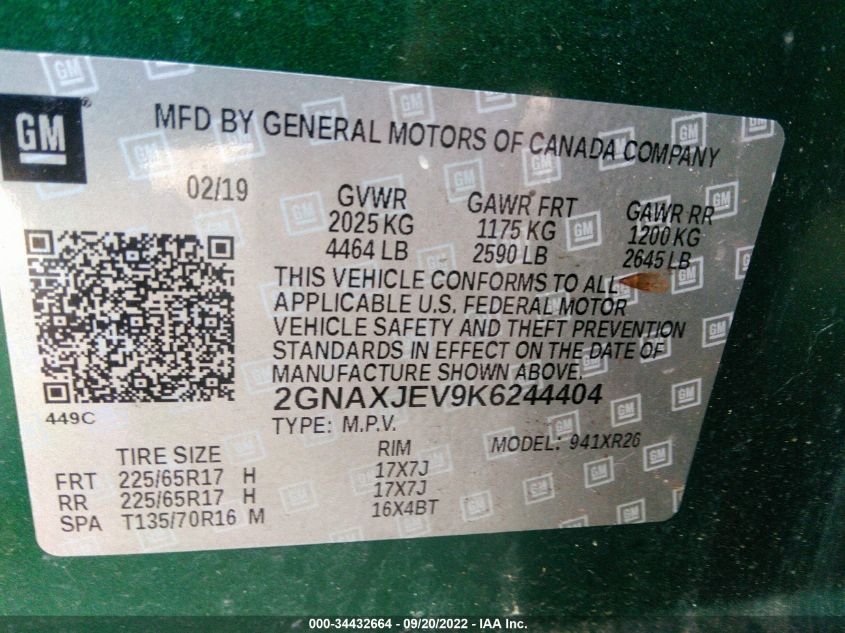 GM
MFD BY GENERAL MOTORS OF CANADA COMPANY
02/19
GVWR GAWR FRT GAWR RR
2025 KG 1175 KG 1200 KG
4464 LB 2590 LB 2645 LB
THIS VEHICLE CONFORMS TO ALL
APPLICABLE U.S. FEDERAL MOTOR
VEHICLE SAFETY AND THEFT PREVENTION
STANDARDS IN EFFECT ON THE DATE OF
MANUFACTURE SHOWN ABOVE.
2GNAXJEV9K6244404
449C
TYPE: M.P.V. MODEL: 941XR26
TIRE SIZE RIM
FRT 225/65R17 H 17X7J
RR 225/65R17 H 17X7J
SPA T135/70R16 M 16X4BT
000-34432664 - 09/20/2022 - IAA Inc.